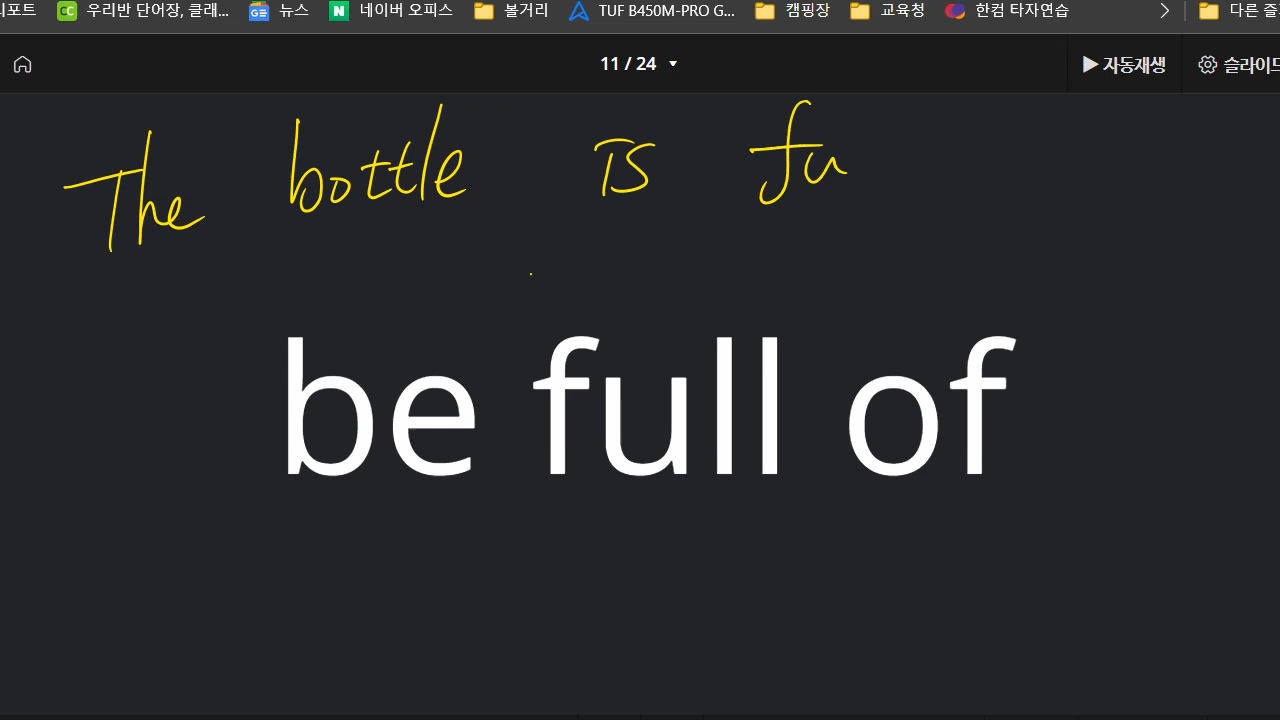 리포트 우리반 단어장, 클래... 뉴스 네이버 오피스 볼거리 TUF B450M-PRO G... 캠핑장 교육청 한컴 타자연습 다른 즐
11 / 24 자동재생 슬라이드
The bottle is fu
be full of